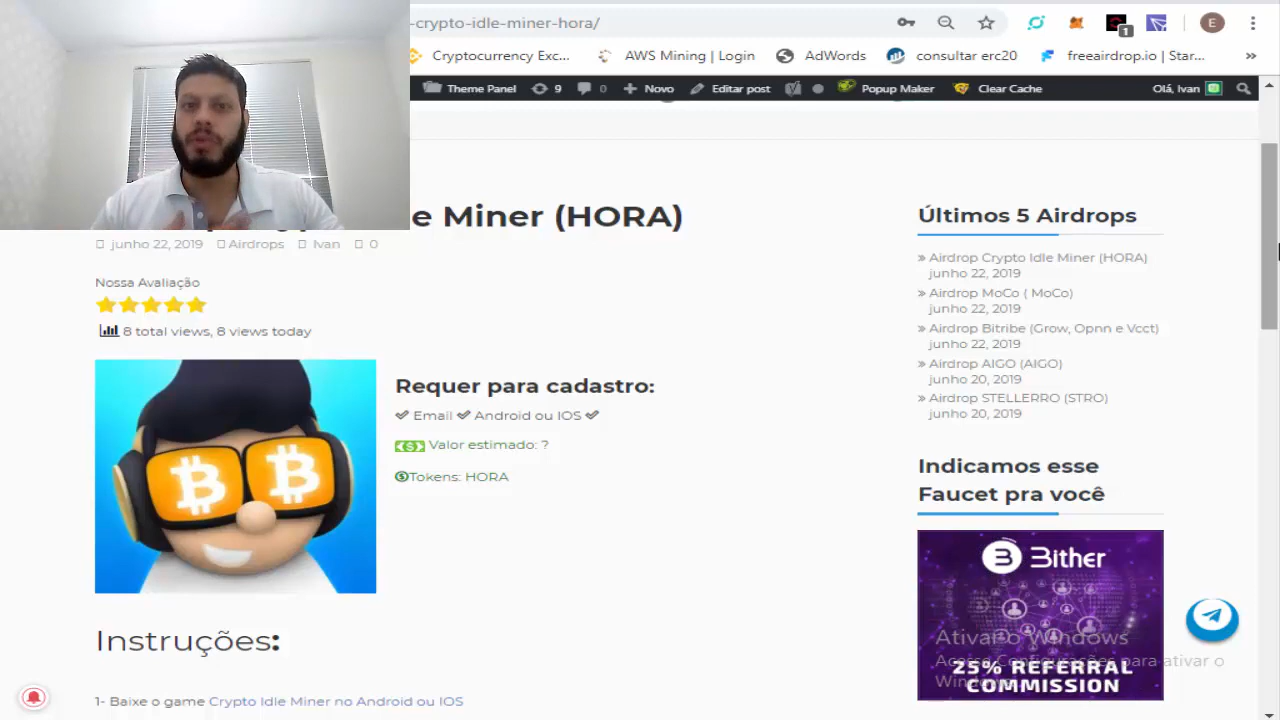 -crypto-idle-miner-hora/
1
E
Cryptocurrency Exc...
AWS Mining | Login
AdWords
consultar erc20
freeairdrop.io | Star...
»
Theme Panel
9
0
Novo
Editar post
Popup Maker
Clear Cache
Olá, Ivan
e Miner (HORA)
junho 22, 2019
Airdrops
Ivan
0
Nossa Avaliação
8 total views, 8 views today
Requer para cadastro:
Email
Android ou IOS
Valor estimado: ?
Tokens: HORA
Instruções:
1- Baixe o game Crypto Idle Miner no Android ou IOS
Últimos 5 Airdrops
» Airdrop Crypto Idle Miner (HORA)
junho 22, 2019
» Airdrop MoCo ( MoCo)
junho 22, 2019
» Airdrop Bitribe (Grow, Opnn e Vcct)
junho 22, 2019
» Airdrop AIGO (AIGO)
junho 20, 2019
» Airdrop STELLERRO (STRO)
junho 20, 2019
Indicamos esse
Faucet pra você
Bither
25% REFERRAL
COMMISSION
Ativar o Windows
Acesse Configurações para ativar o
Windows.